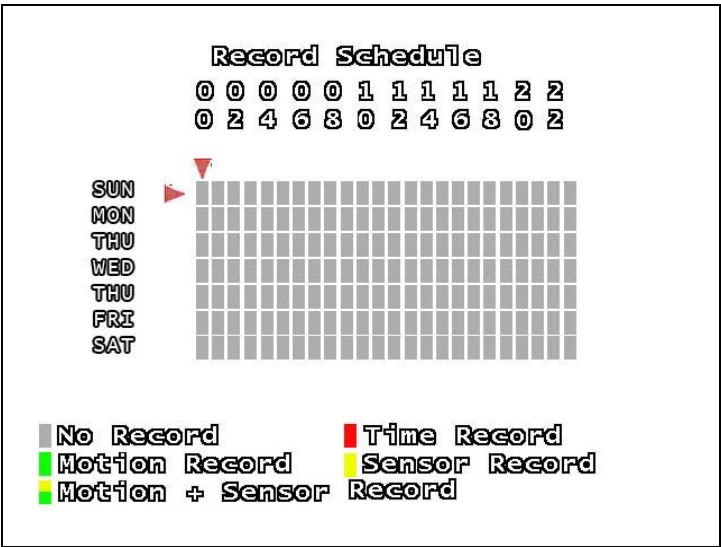 Record Schedule
0 0 0 0 0 1 1 1 1 1 2 2
0 2 4 6 8 0 2 4 6 8 0 2
SUN
MON
THU
WED
THU
FRI
SAT
No Record Time Record
Motion Record Sensor Record
Motion + Sensor Record